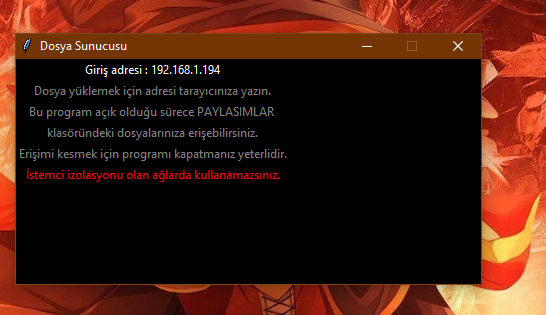 Dosya Sunucusu
Giriş adresi : 192.168.1.194
Dosya yüklemek için adresi tarayıcınıza yazın.
Bu program açık olduğu sürece PAYLASIMLAR
klasöründeki dosyalarınıza erişebilirsiniz.
Erişimi kesmek için programı kapatmanız yeterlidir.
İstemci izolasyonu olan ağlarda kullanamazsınız.